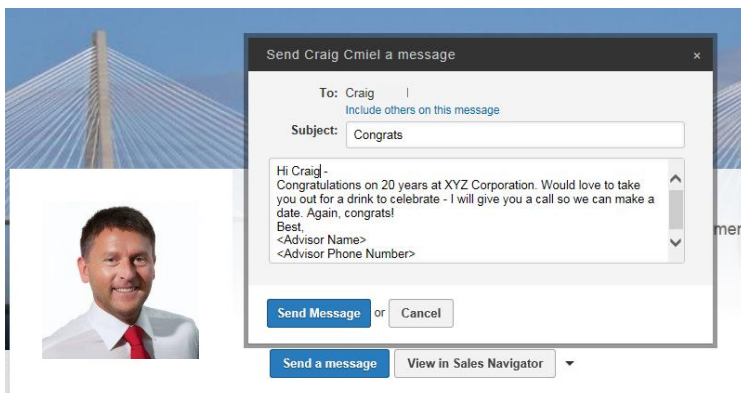 Send Craig Cmiel a message
×
To: Craig
Include others on this message
Subject: Congrats
Hi Craig -
Congratulations on 20 years at XYZ Corporation. Would love to take
you out for a drink to celebrate - I will give you a call so we can make a
date. Again, congrats!
Best,
<Advisor Name>
<Advisor Phone Number>
Send Message or Cancel
Send a message View in Sales Navigator